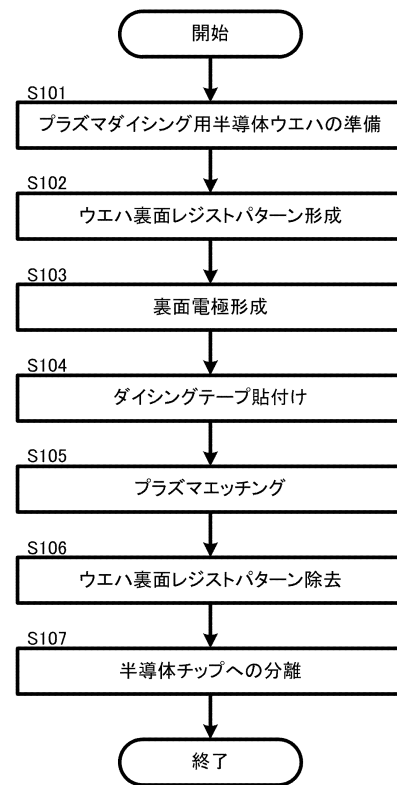 開始
S101
プラズマダイシング用半導体ウエハの準備
S102
ウエハ裏面レジストパターン形成
S103
裏面電極形成
S104
ダイシングテープ貼付け
S105
プラズマエッチング
S106
ウエハ裏面レジストパターン除去
S107
半導体チップへの分離
終了